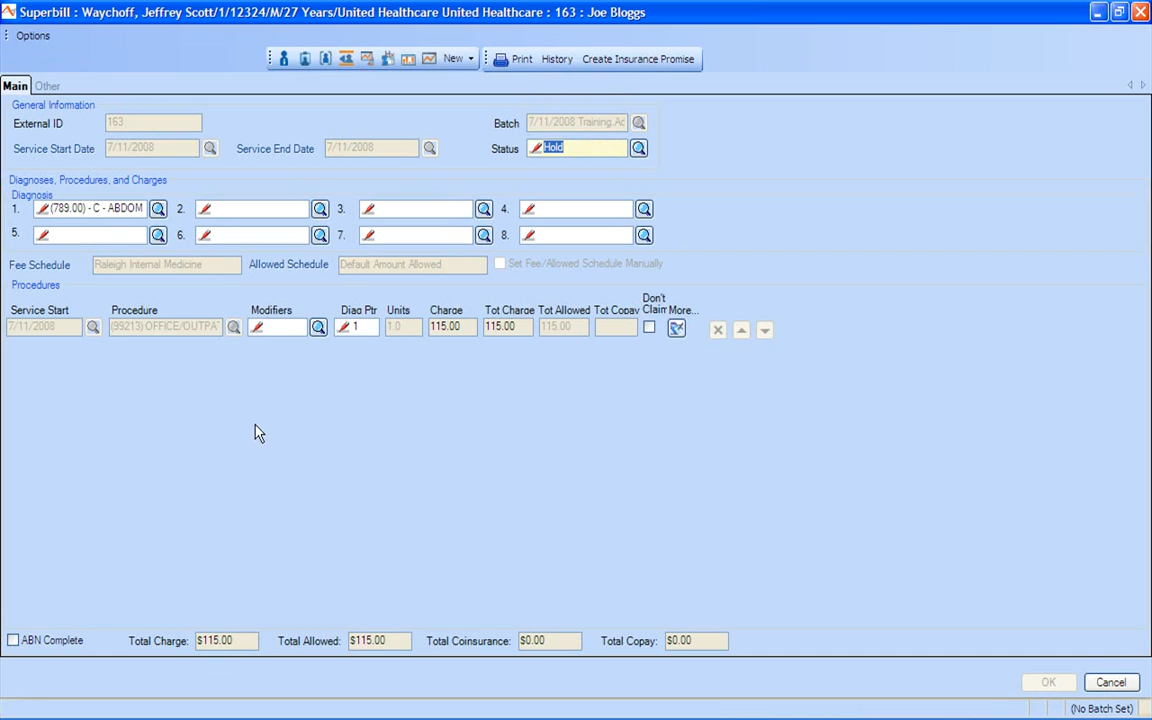 Superbill : Waychoff, Jeffrey Scott/1/12324/M/27 Years/United Healthcare United Healthcare : 163 : Joe Bloggs
Options
New Print History Create Insurance Promise
Main Other
General Information
External ID 163 Batch 7/11/2008 Training.Ac
Service Start Date 7/11/2008 Service End Date 7/11/2008 Status Hold
Diagnoses, Procedures, and Charges
Diagnosis
1. (789.00) - C - ABDOM 2. 3. 4.
5. 6. 7. 8.
Fee Schedule Raleigh Internal Medicine Allowed Schedule Default Amount Allowed Set Fee/Allowed Schedule Manually
Procedures
Service Start Procedure Modifiers Diag Ptr Units Charge Tot Charge Tot Allowed Tot Copay Don't Claim More...
7/11/2008 (99213) OFFICE/OUTPA 1 1.0 115.00 115.00 115.00
ABN Complete Total Charge: $115.00 Total Allowed: $115.00 Total Coinsurance: $0.00 Total Copay: $0.00
OK Cancel
(No Batch Set)